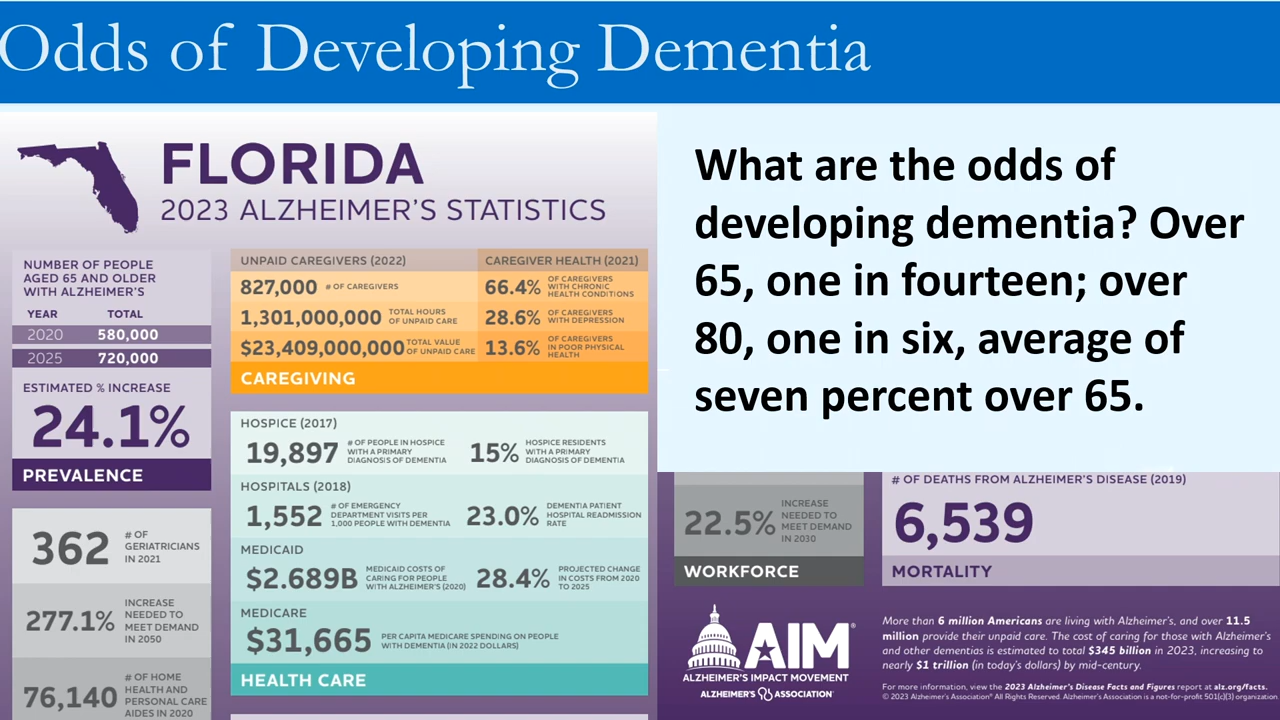 Odds of Developing Dementia
FLORIDA
2023 ALZHEIMER'S STATISTICS
NUMBER OF PEOPLE
AGED 65 AND OLDER
WITH ALZHEIMER'S
YEAR TOTAL
2020 580,000
2025 720,000
ESTIMATED % INCREASE
24.1%
PREVALENCE
362 # OF
GERIATRICIANS
IN 2021
277.1% INCREASE
NEEDED TO
MEET DEMAND
IN 2050
76,140 # OF HOME
HEALTH AND
PERSONAL CARE
AIDES IN 2020
UNPAID CAREGIVERS (2022)
827,000 # OF CAREGIVERS
1,301,000,000 TOTAL HOURS
OF UNPAID CARE
$23,409,000,000 TOTAL VALUE
OF UNPAID CARE
CAREGIVER HEALTH (2021)
66.4% OF CAREGIVERS
WITH CHRONIC
HEALTH CONDITIONS
28.6% OF CAREGIVERS
WITH DEPRESSION
13.6% OF CAREGIVERS
IN POOR PHYSICAL
HEALTH
CAREGIVING
HOSPICE (2017)
19,897 # OF PEOPLE IN HOSPICE
WITH A PRIMARY
DIAGNOSIS OF DEMENTIA
15% HOSPICE RESIDENTS
WITH A PRIMARY
DIAGNOSIS OF DEMENTIA
HOSPITALS (2018)
1,552 # OF EMERGENCY
DEPARTMENT VISITS PER
1,000 PEOPLE WITH DEMENTIA
23.0% DEMENTIA PATIENT
HOSPITAL READMISSION
RATE
MEDICAID
$2.689B MEDICAID COSTS OF
CARING FOR PEOPLE
WITH ALZHEIMER'S (2020)
28.4% PROJECTED CHANGE
IN COSTS FROM 2020
TO 2025
MEDICARE
$31,665 PER CAPITA MEDICARE SPENDING ON PEOPLE
WITH DEMENTIA (IN 2022 DOLLARS)
HEALTH CARE
What are the odds of
developing dementia? Over
65, one in fourteen; over
80, one in six, average of
seven percent over 65.
22.5% INCREASE
NEEDED TO
MEET DEMAND
IN 2030
WORKFORCE
# OF DEATHS FROM ALZHEIMER'S DISEASE (2019)
6,539
MORTALITY
AIM®
ALZHEIMER'S IMPACT MOVEMENT
ALZHEIMER'S ASSOCIATION®
More than 6 million Americans are living with Alzheimer's, and over 11.5
million provide their unpaid care. The cost of caring for those with Alzheimer's
and other dementias is estimated to total $345 billion in 2023, increasing to
nearly $1 trillion (in today's dollars) by mid-century.
For more information, view the 2023 Alzheimer's Disease Facts and Figures report at alz.org/facts.
© 2023 Alzheimer's Association® All Rights Reserved. Alzheimer's Association is a not-for-profit 501(c)(3) organization